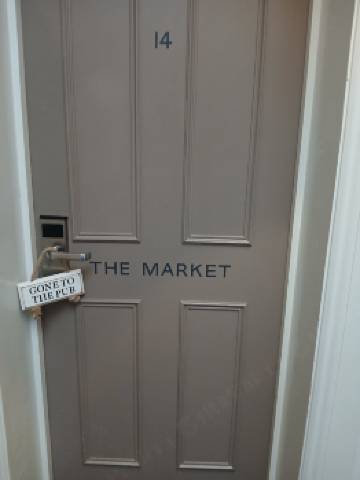 14
THE MARKET
GONE TO
THE PUB